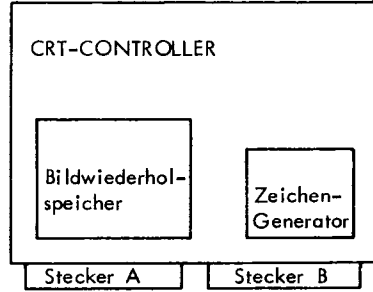 CRT-CONTROLLER
Bildwiederhol-
speicher
Zeichen-
Generator
Stecker A
Stecker B